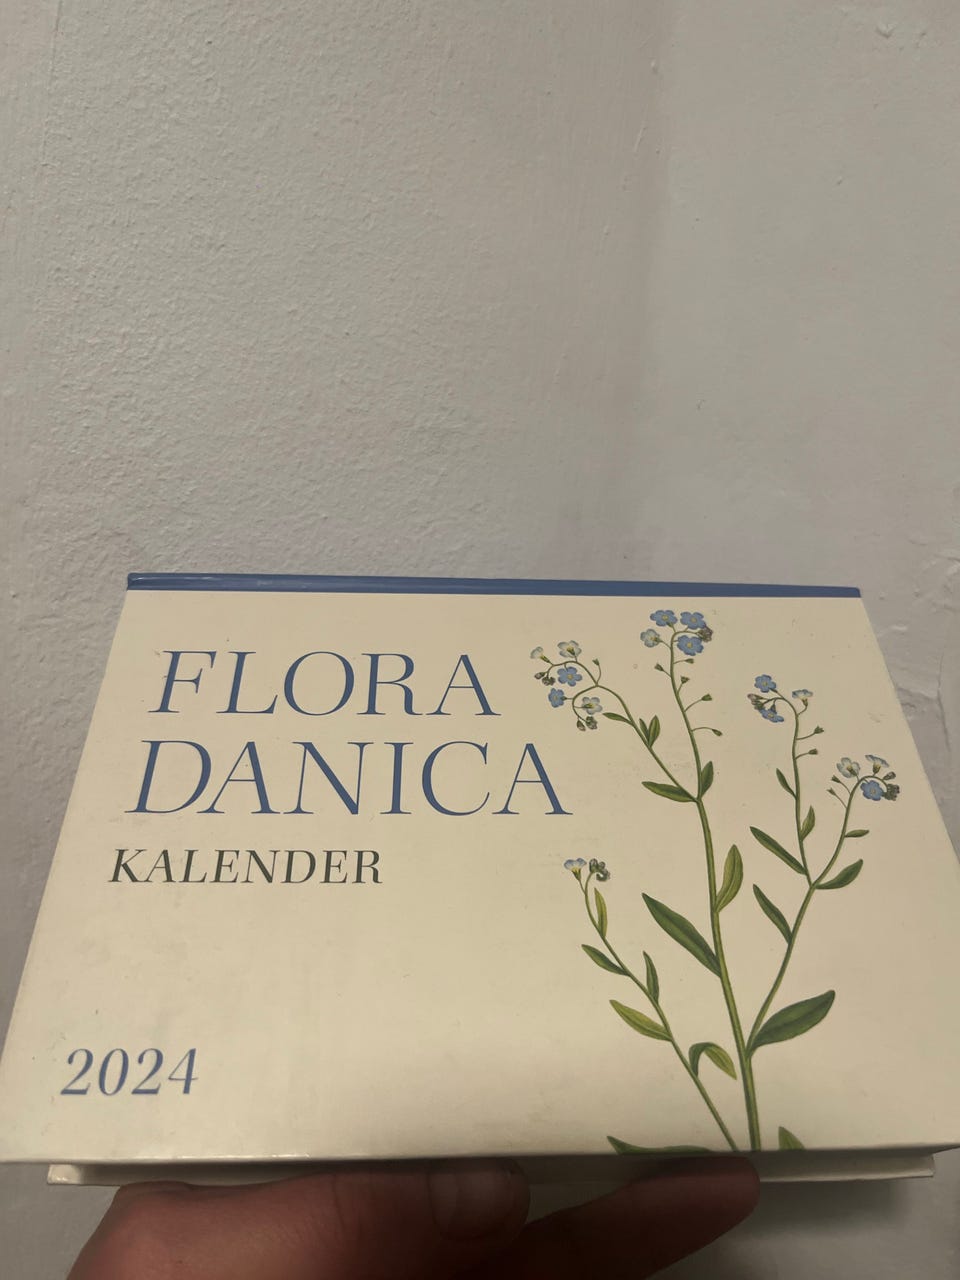 FLORA
DANICA
KALENDER
2024